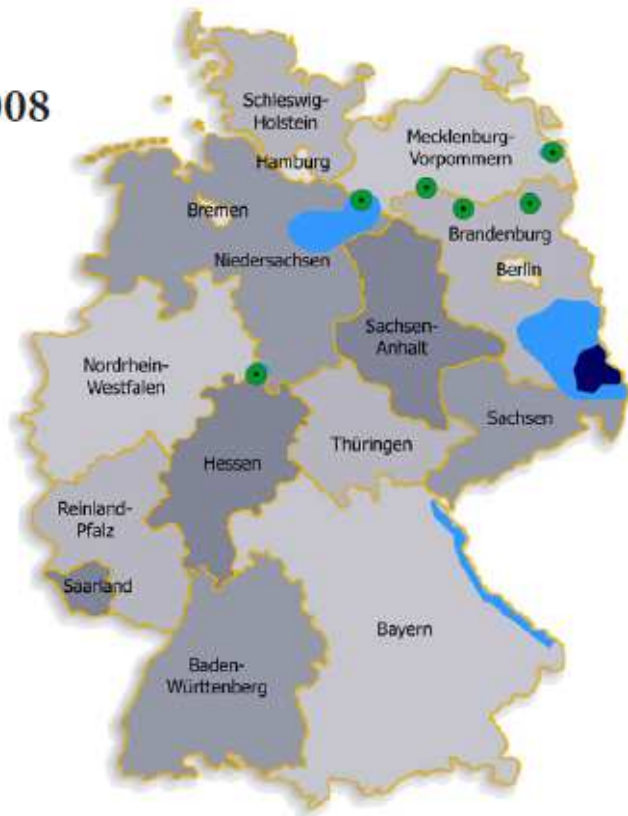 008
Schleswig-
Holstein
Mecklenburg-
Vorpommern
Hamburg
Bremen
Brandenburg
Niedersachsen
Berlin
Sachsen-
Anhalt
Nordrhein-
Westfalen
Sachsen
Thüringen
Hessen
Reinland-
Pfalz
Saarland
Bayern
Baden-
Württenberg